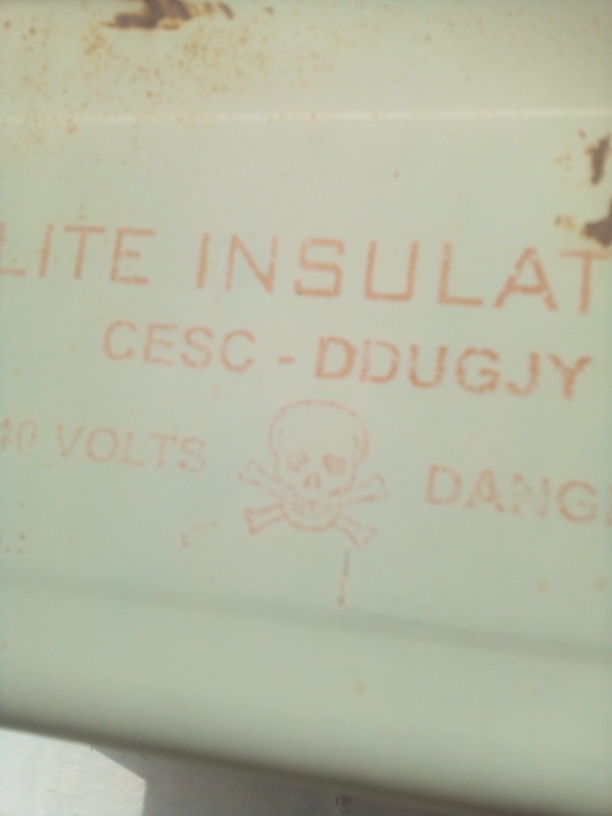 LITE INSULAT
CESC - DDUGJY
40 VOLTS DANG